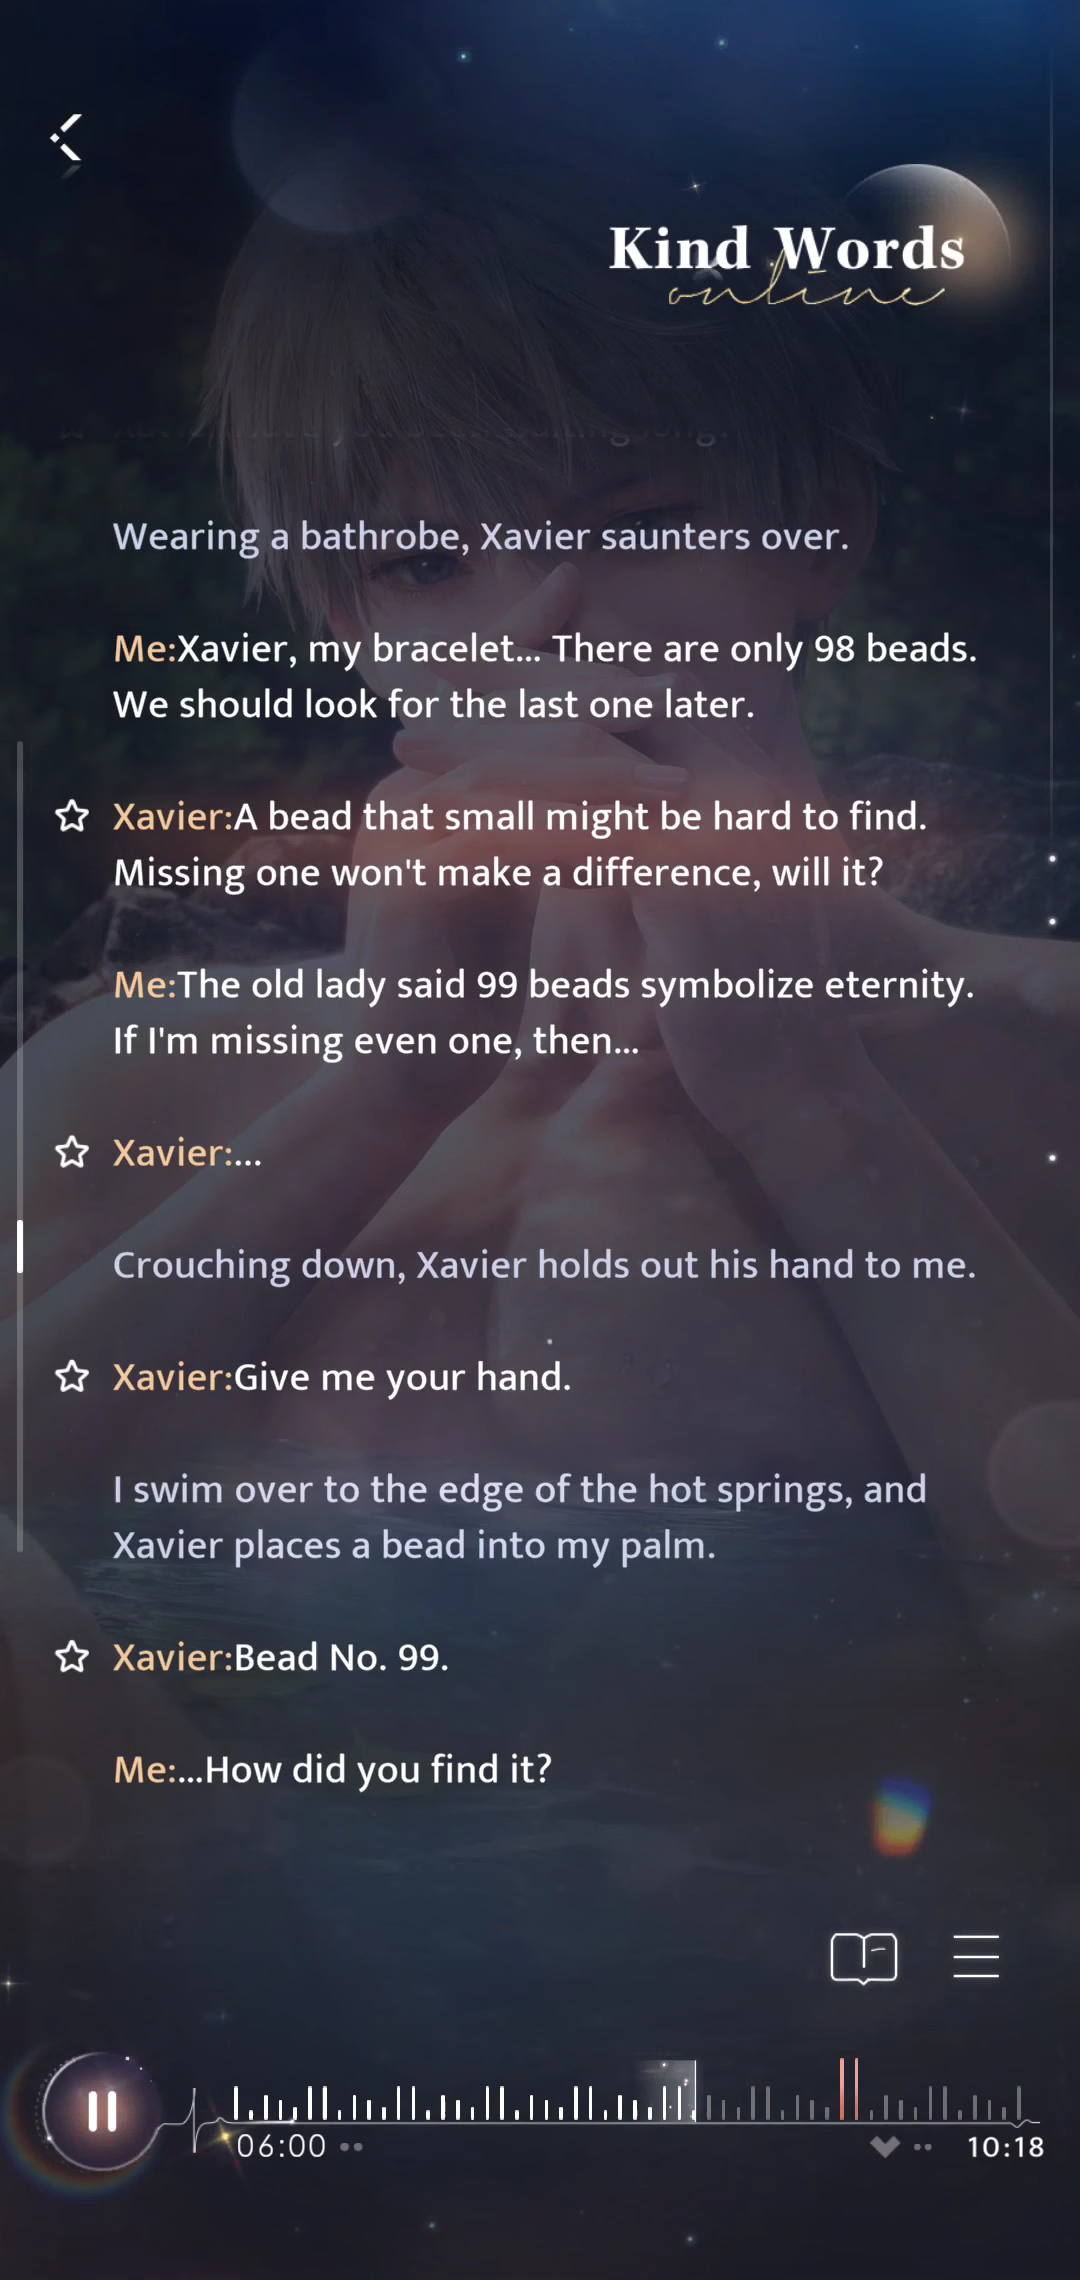 Kind Words
online
Wearing a bathrobe, Xavier saunters over.
Me:Xavier, my bracelet... There are only 98 beads.
We should look for the last one later.
Xavier:A bead that small might be hard to find.
Missing one won't make a difference, will it?
Me:The old lady said 99 beads symbolize eternity.
If I'm missing even one, then...
Xavier:...
Crouching down, Xavier holds out his hand to me.
Xavier:Give me your hand.
I swim over to the edge of the hot springs, and
Xavier places a bead into my palm.
Xavier:Bead No. 99.
Me:...How did you find it?
06:00
10:18